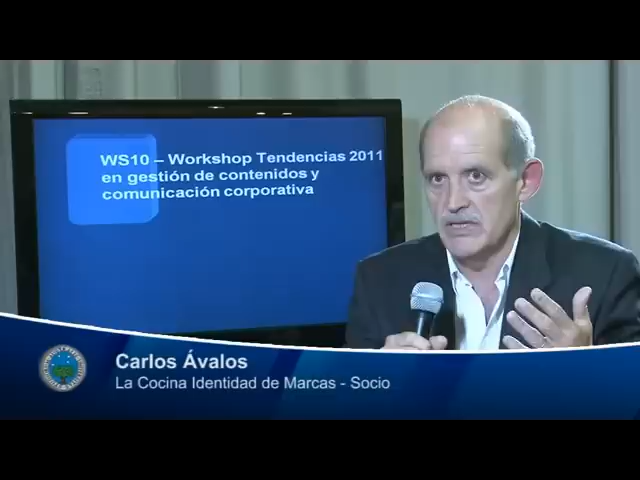 WS10 – Workshop Tendencias 2011
en gestión de contenidos y
comunicación corporativa
Carlos Ávalos
La Cocina Identidad de Marcas - Socio